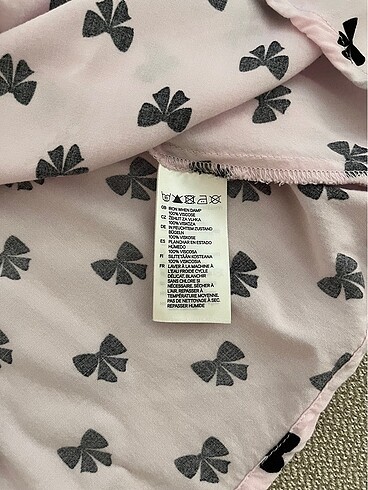 GB IRON WHEN DAMP
100% VISCOSE
CZ ŽEHLIT ZA VLHKA
100% VISKÓZA
DE IN FEUCHTEM ZUSTAND
BÜGELN
100% VISKOSE
ES PLANCHAR EN ESTADO
HÚMEDO
100% VISCOSA
FI SILITETÄÄN KOSTEANA
100% VISKOOSIA
FR LAVER À LA MACHINE À
L'EAU FROIDE CYCLE
DÉLICAT, BLANCHIR
SANS CHLORE SI
NÉCESSAIRE, SÉCHER À
L'AIR, REPASSER À
TEMPÉRATURE MOYENNE,
PAS DE NETTOYAGE À SEC.
REPASSER HUMIDE